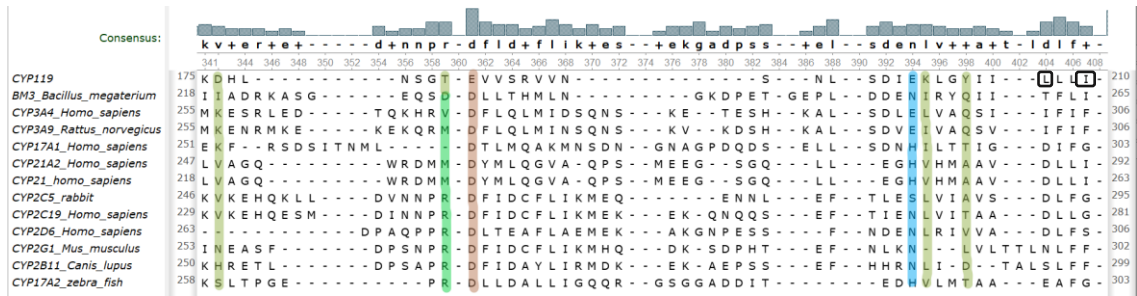 Consensus:
k v + e r + e + - - - - - d + n n p r - d f l d + f l i k + e s - - + e k g a d p s s - - + e l - - s d e n l v + + a + t - l d l f + -
341 344 346 348 350 352 354 356 358 360 362 364 366 368 370 372 374 376 378 380 382 384 386 388 390 392 394 396 398 400 402 404 406 408
CYP119 175 K D H L - - - - - - - - - - - N S G T - E V V S R V V N - - - - - - - - - - - - - - S - - N L - - S D I E K L G Y I I - - L L L I - 210
BM3_Bacillus_megaterium 218 I I A D R K A S G - - - - - E Q S D - D L L T H M L N - - - - - - - - G K D P E T - G E P L - - D D E N I R Y Q I I - - T F L I - 265
CYP3A4_Homo_sapiens 255 M K E S R L E D - - - - T Q K H R V - D F L Q L M I D S Q N S - - - K E - - T E S H - K A L - - S D L E L V A Q S I - - I F I F - 306
CYP3A9_Rattus_norvegicus 255 M K E N R M K E - - - - K E K Q R M - D F L Q L M I N S Q N S - - - K V - - K D S H - K A L - - S D V E I V A Q S V - - I F I F - 306
CYP17A1_Homo_sapiens 251 E K F - - R S D S I T N M L - - - - - D T L M Q A K M N S D N - - G N A G P D Q D S - E L L - - S D N H I L T T I G - - D I F G - 303
CYP21A2_Homo_sapiens 247 L V A G Q - - - - - - - - W R D M M - D Y M L Q G V A - Q P S - - M E E G - - S G Q - - L L - - E G H V H M A A V - - D L L I - 292
CYP21_homo_sapiens 218 L V A G Q - - - - - - - - W R D M M - D Y M L Q G V A - Q P S - - M E E G - - S G Q - - L L - - E G H V H M A A V - - D L L I - 263
CYP2C5_rabbit 246 K V K E H Q K L L - - - - D V N N P R - D F I D C F L I K M E Q - - - - - - E N N L - - E F - - T L E S L V I A V S - - D L F G - 295
CYP2C19_Homo_sapiens 229 K V K E H Q E S M - - - - D I N N P R - D F I D C F L I K M E K - - - E K - Q N Q Q S - - E F - - T I E N L V I T A A - - D L L G - 281
CYP2D6_Homo_sapiens 263 - - - - - - - - - - - - D P A Q P P R - D L T E A F L A E M E K - - - A K G N P E S S - - E F - - N D E N L R I V V A - - D L F S - 306
CYP2G1_Mus_musculus 253 I N E A S F - - - - - - - D P S N P R - D F I D C F L I K M H Q - - - D K - S D P H T - - E F - - N L K N L - - V L T T L N L F F - 302
CYP2B11_Canis_lupus 250 K H R E T L - - - - - - - D P S A P R - D F I D A Y L I R M D K - - - E K - A E P S S - - E F - - H H R N L I - D - T A L S L F F - 299
CYP17A2_zebra_fish 258 K S L T P G E - - - - - - - - - - R - D L L D A L L I G R Q R G S G G A D D I T - - E D S H V L M T A A - - E A F G - 303